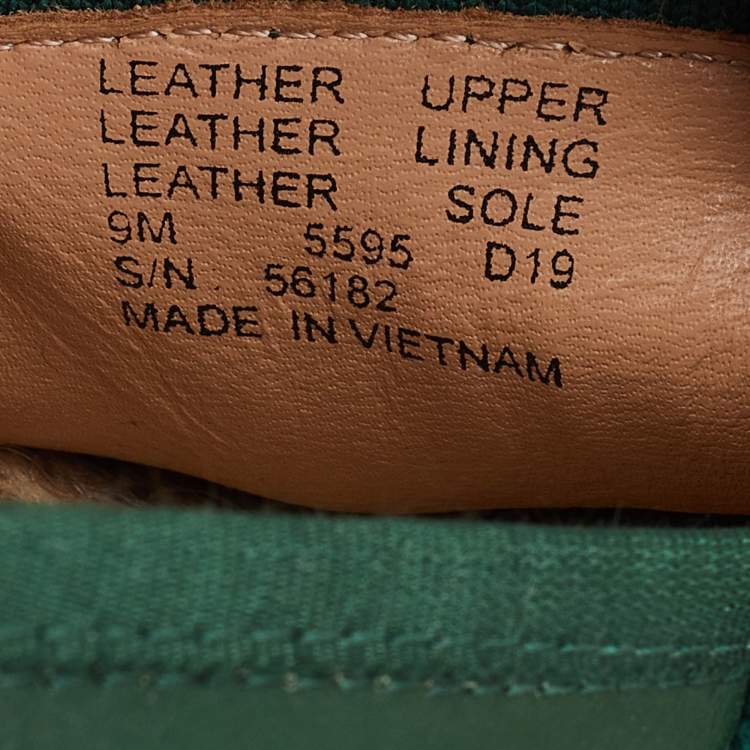 LEATHER UPPER
LEATHER LINING
LEATHER SOLE
9M 5595 D19
S/N 56182
MADE IN VIETNAM